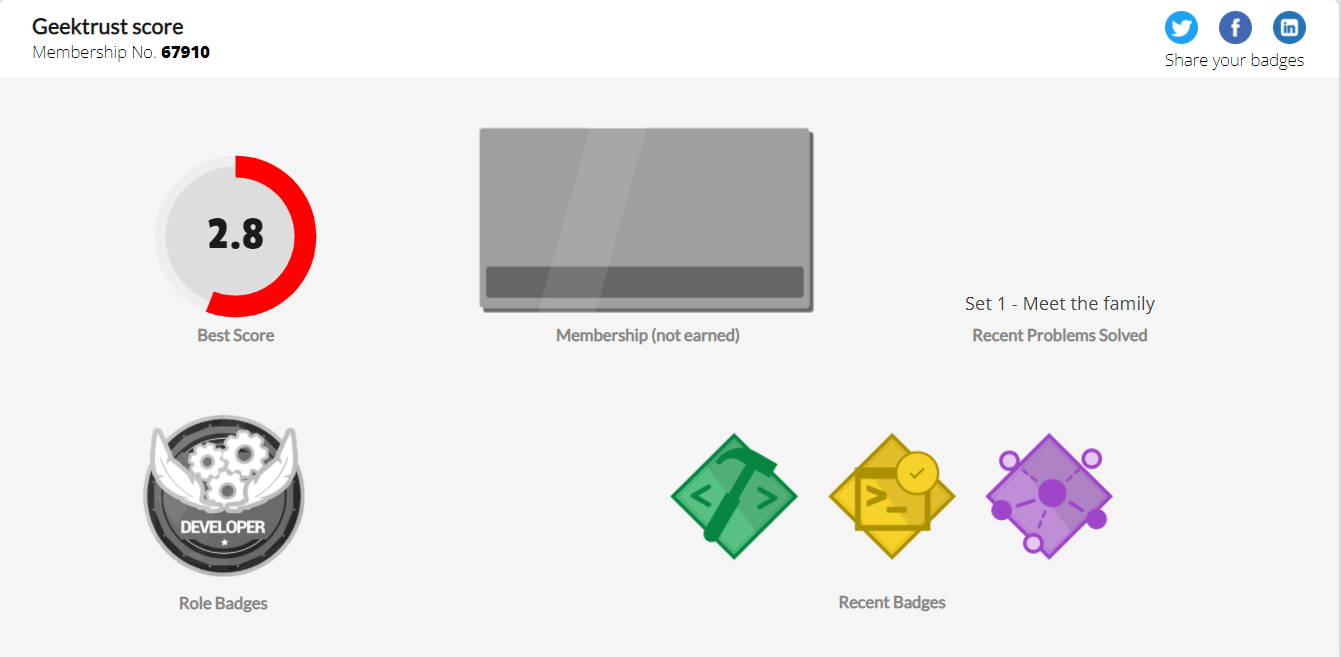 Geektrust score
Membership No. 67910
Share your badges
2.8
Best Score
Membership (not earned)
Set 1 - Meet the family
Recent Problems Solved
DEVELOPER
Role Badges
< >
>_
Recent Badges